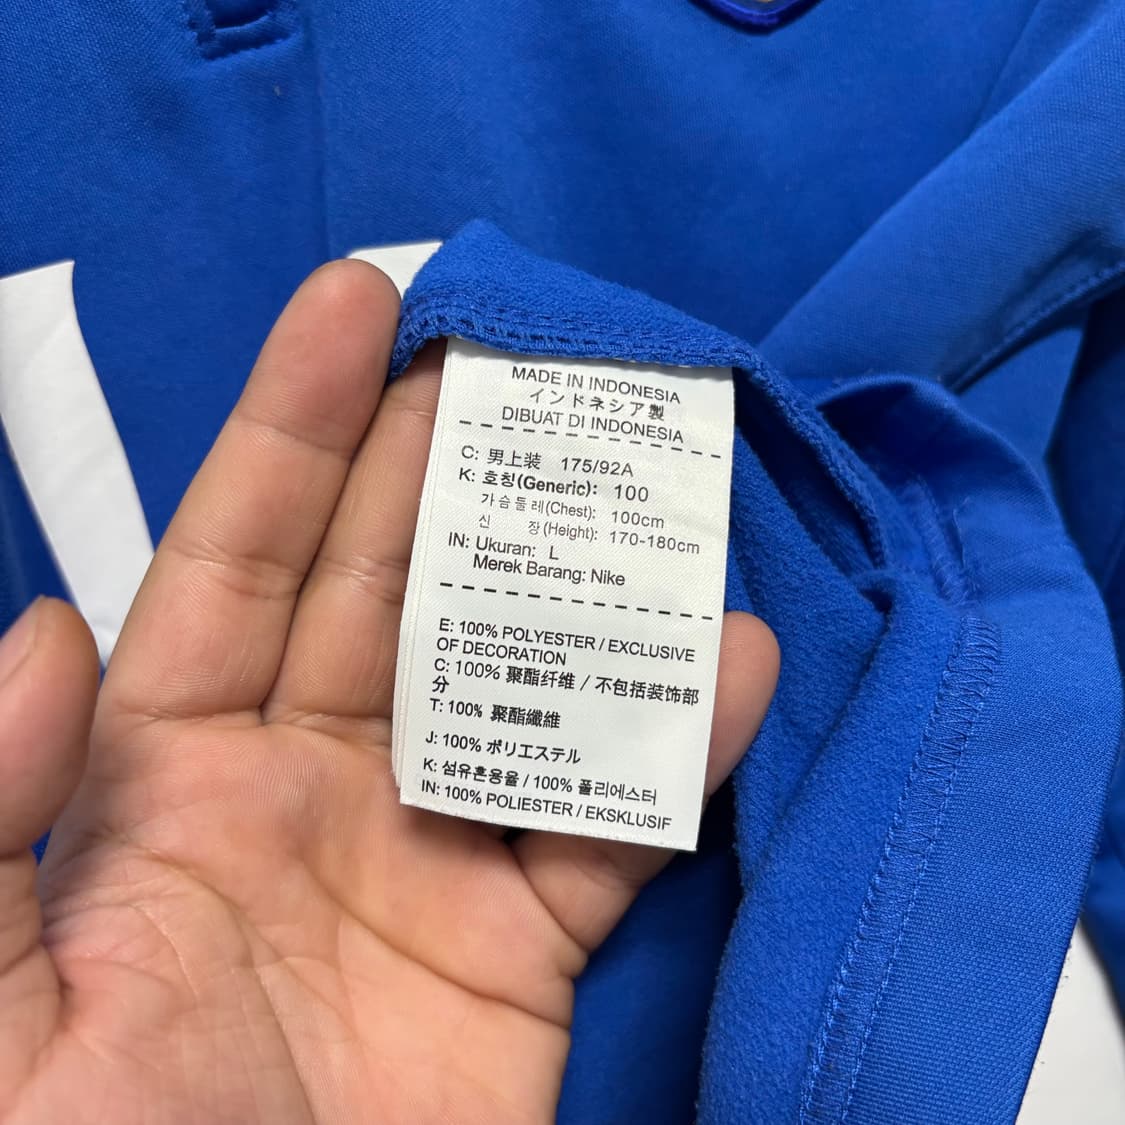 MADE IN INDONESIA
インドネシア製
DIBUAT DI INDONESIA
C: 男上装 175/92A
K: 호칭(Generic): 100
가슴둘레(Chest): 100cm
신 장(Height): 170-180cm
IN: Ukuran: L
Merek Barang: Nike
E: 100% POLYESTER / EXCLUSIVE
OF DECORATION
C: 100% 聚酯纤维 / 不包括装饰部
分
T: 100% 聚酯纖維
J: 100% ポリエステル
K: 섬유혼용율 / 100% 폴리에스터
IN: 100% POLIESTER / EKSKLUSIF